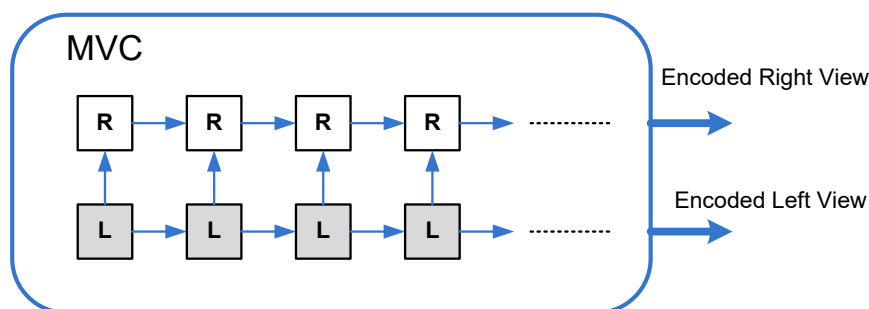 MVC
Encoded Right View
R R R R
Encoded Left View
L L L L